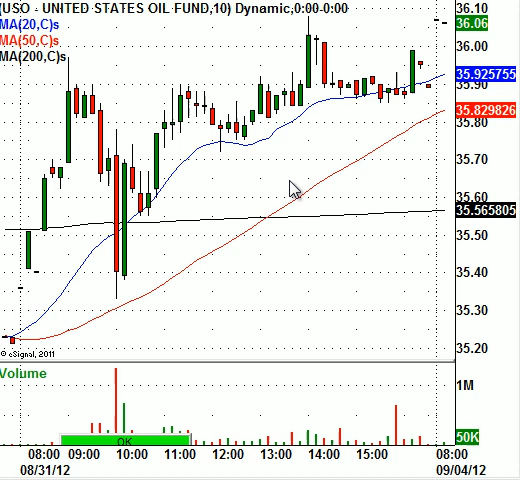 (USO - UNITED STATES OIL FUND,10) Dynamic,0:00-0:00
MA(20,C)s
MA(50,C)s
MA(200,C)s
36.10
36.06
36.00
35.925755
35.90
35.829826
35.80
35.70
35.60
35.565805
35.50
35.40
35.30
35.20
© eSignal, 2011
Volume
1M
50K
OK
08:00 09:00 10:00 11:00 12:00 13:00 14:00 15:00 08:00
08/31/12 09/04/12